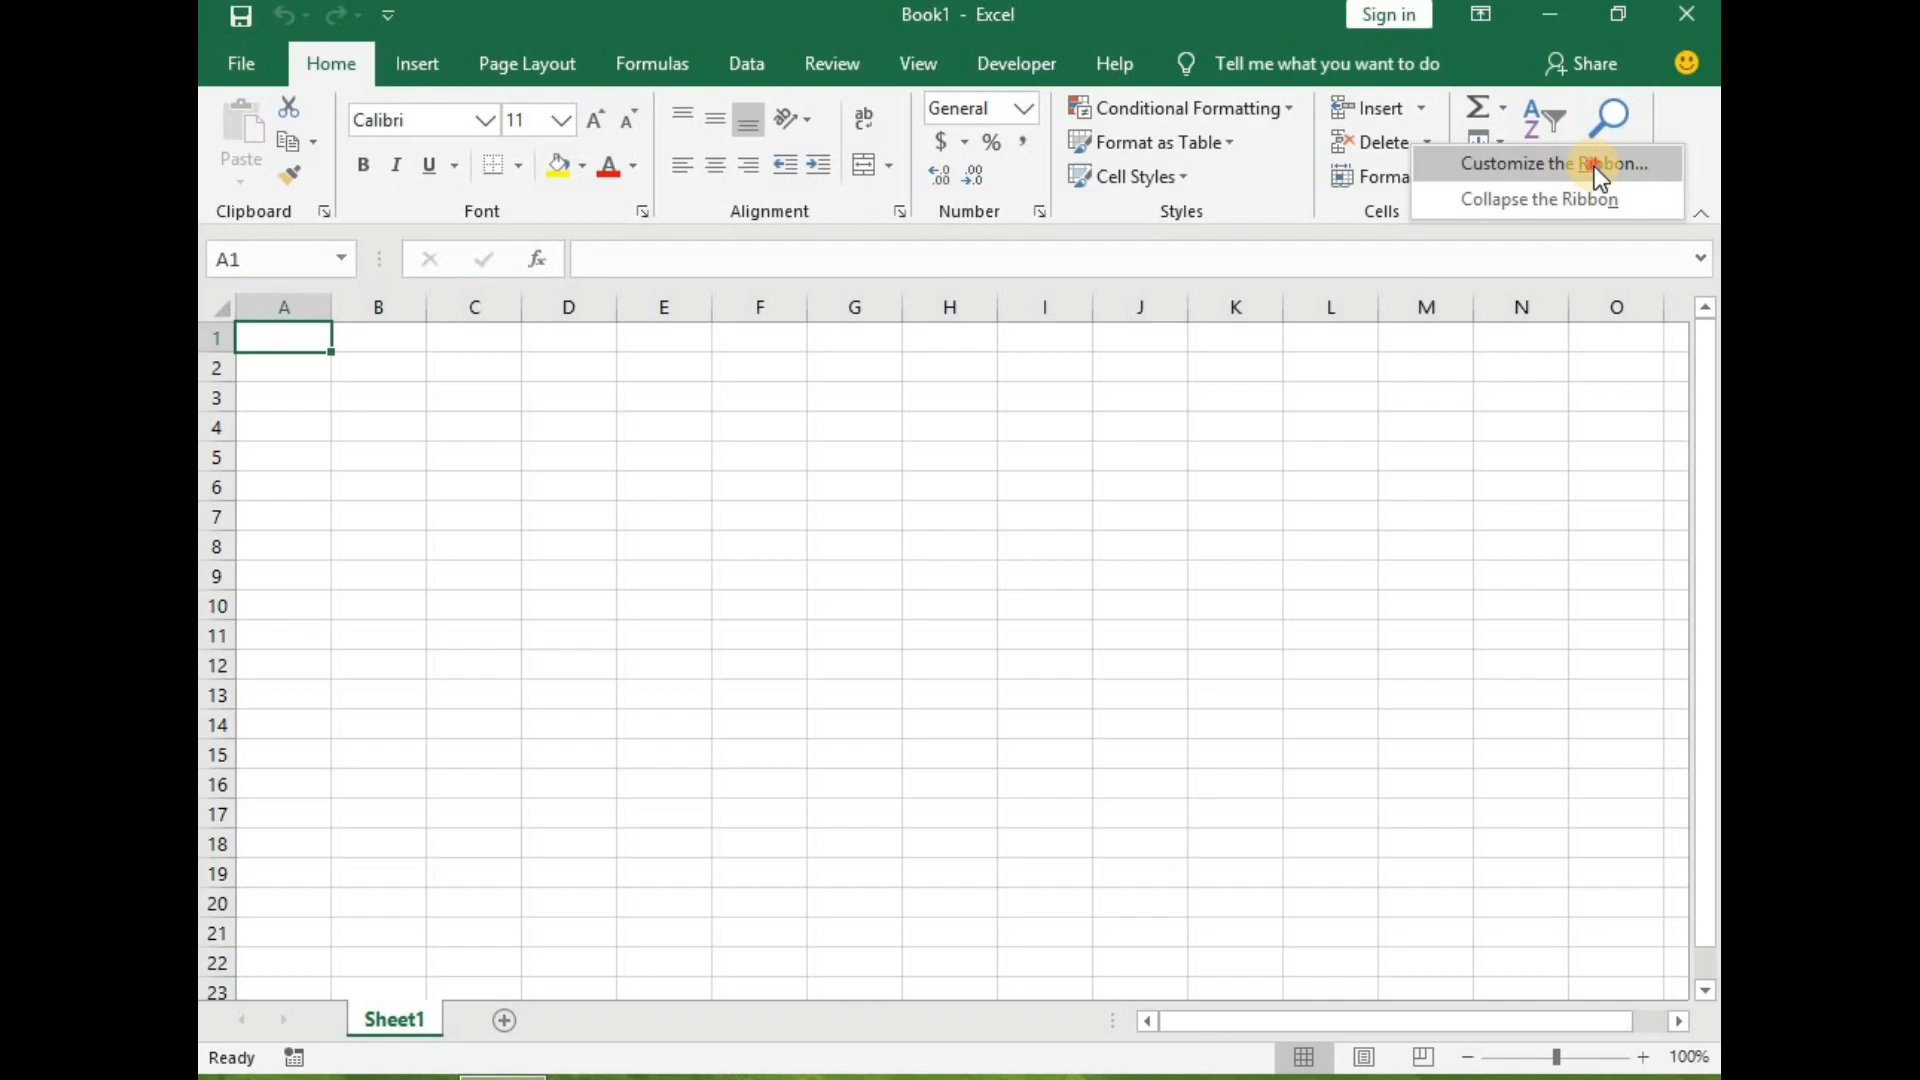 Book1 - Excel
Sign in
File Home Insert Page Layout Formulas Data Review View Developer Help Tell me what you want to do Share
Paste
Calibri 11
B I U A
ab
General
$ % ,
Conditional Formatting
Format as Table
Cell Styles
Insert
Delete
Forma
Customize the Ribbon...
Collapse the Ribbon
Clipboard Font Alignment Number Styles Cells
A1 fx
A B C D E F G H I J K L M N O
1
2
3
4
5
6
7
8
9
10
11
12
13
14
15
16
17
18
19
20
21
22
23
Sheet1
Ready 100%